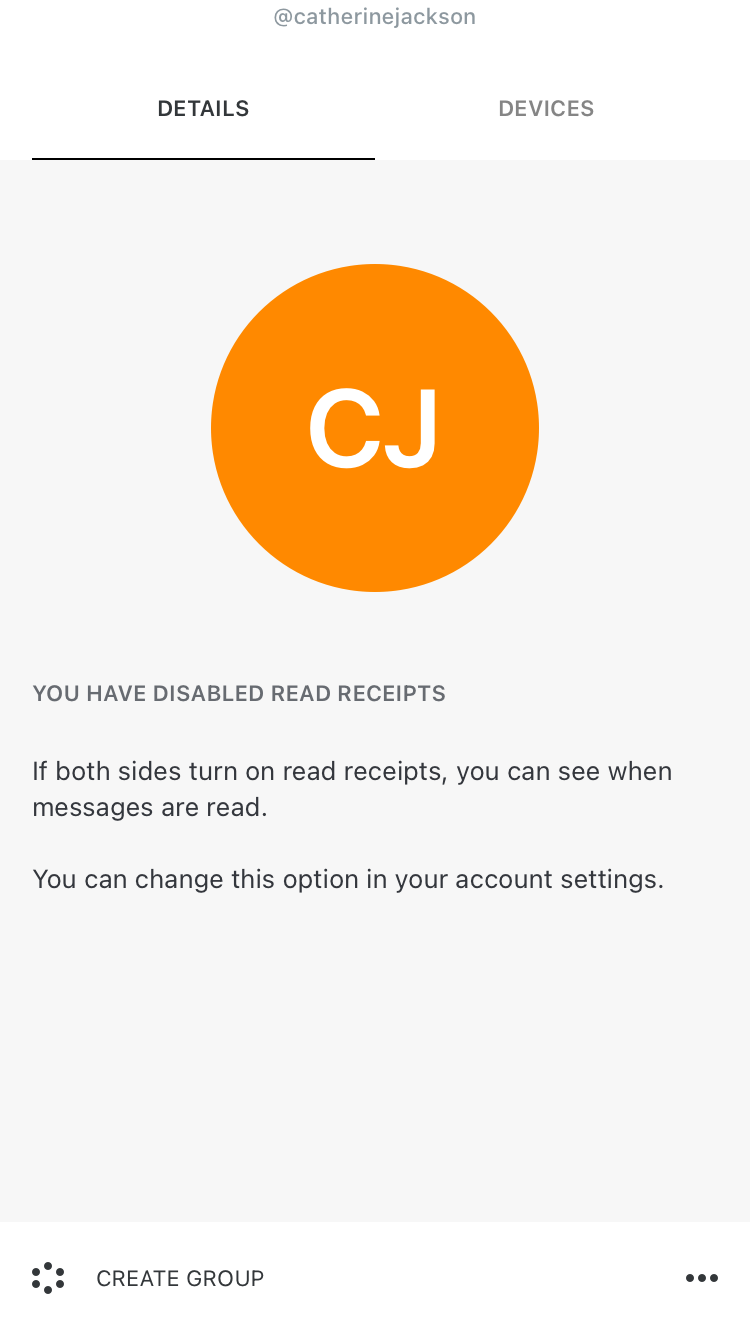 @catherinejackson
DETAILS
DEVICES
CJ
YOU HAVE DISABLED READ RECEIPTS
If both sides turn on read receipts, you can see when
messages are read.
You can change this option in your account settings.
CREATE GROUP